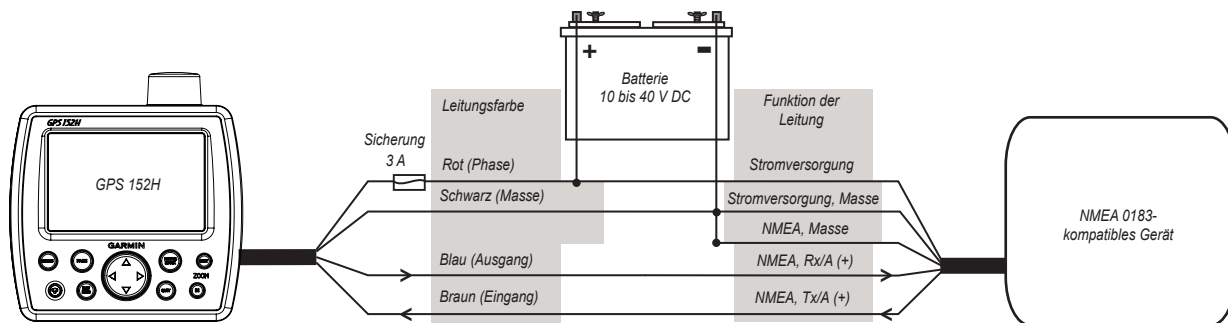 +
-
Batterie
10 bis 40 V DC
Leitungsfarbe
Funktion der
Leitung
Sicherung
3 A
Rot (Phase)
Stromversorgung
Schwarz (Masse)
Stromversorgung, Masse
NMEA, Masse
Blau (Ausgang)
NMEA, Rx/A (+)
Braun (Eingang)
NMEA, Tx/A (+)
GPS 152H
GPS 152H
GARMIN
ZOOM
NMEA 0183-
kompatibles Gerät